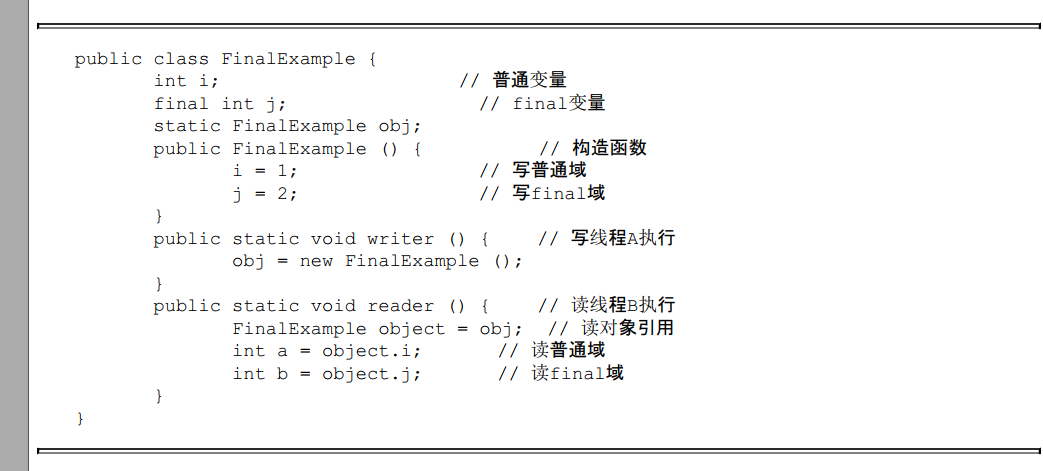 public class FinalExample {
int i; // 普通变量
final int j; // final变量
static FinalExample obj;
public FinalExample () { // 构造函数
i = 1; // 写普通域
j = 2; // 写final域
}
public static void writer () { // 写线程A执行
obj = new FinalExample ();
}
public static void reader () { // 读线程B执行
FinalExample object = obj; // 读对象引用
int a = object.i; // 读普通域
int b = object.j; // 读final域
}
}